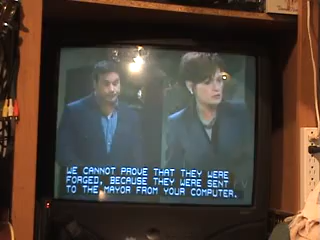 WE CANNOT PROVE THAT THEY WERE
FORGED, BECAUSE THEY WERE SENT
TO THE MAYOR FROM YOUR COMPUTER.